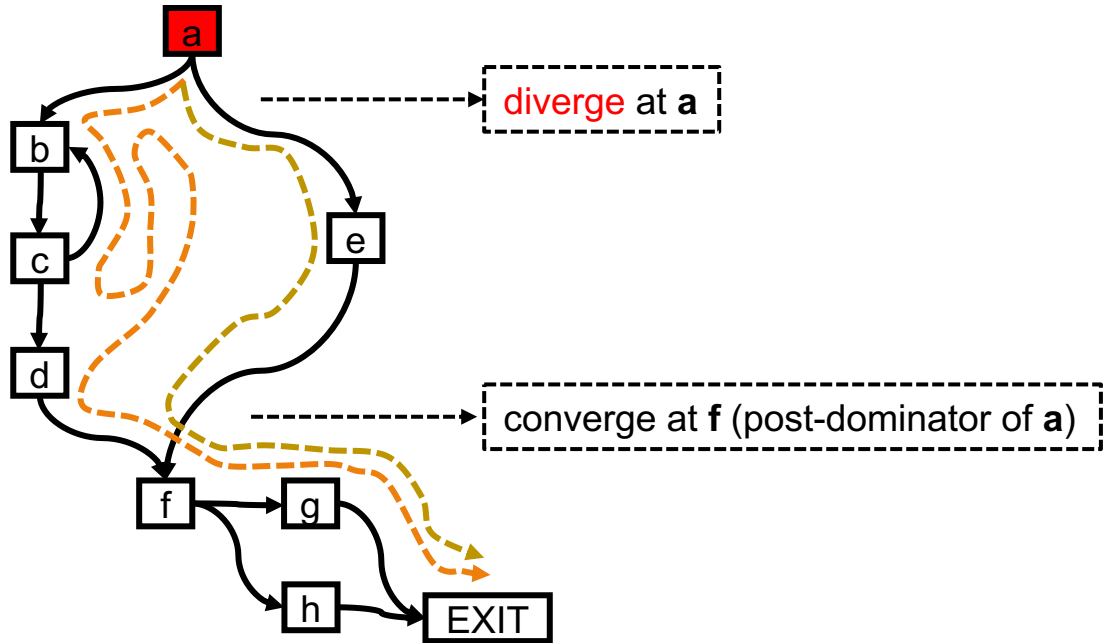 a
diverge at a
b
c
e
d
converge at f (post-dominator of a)
f
g
h
EXIT